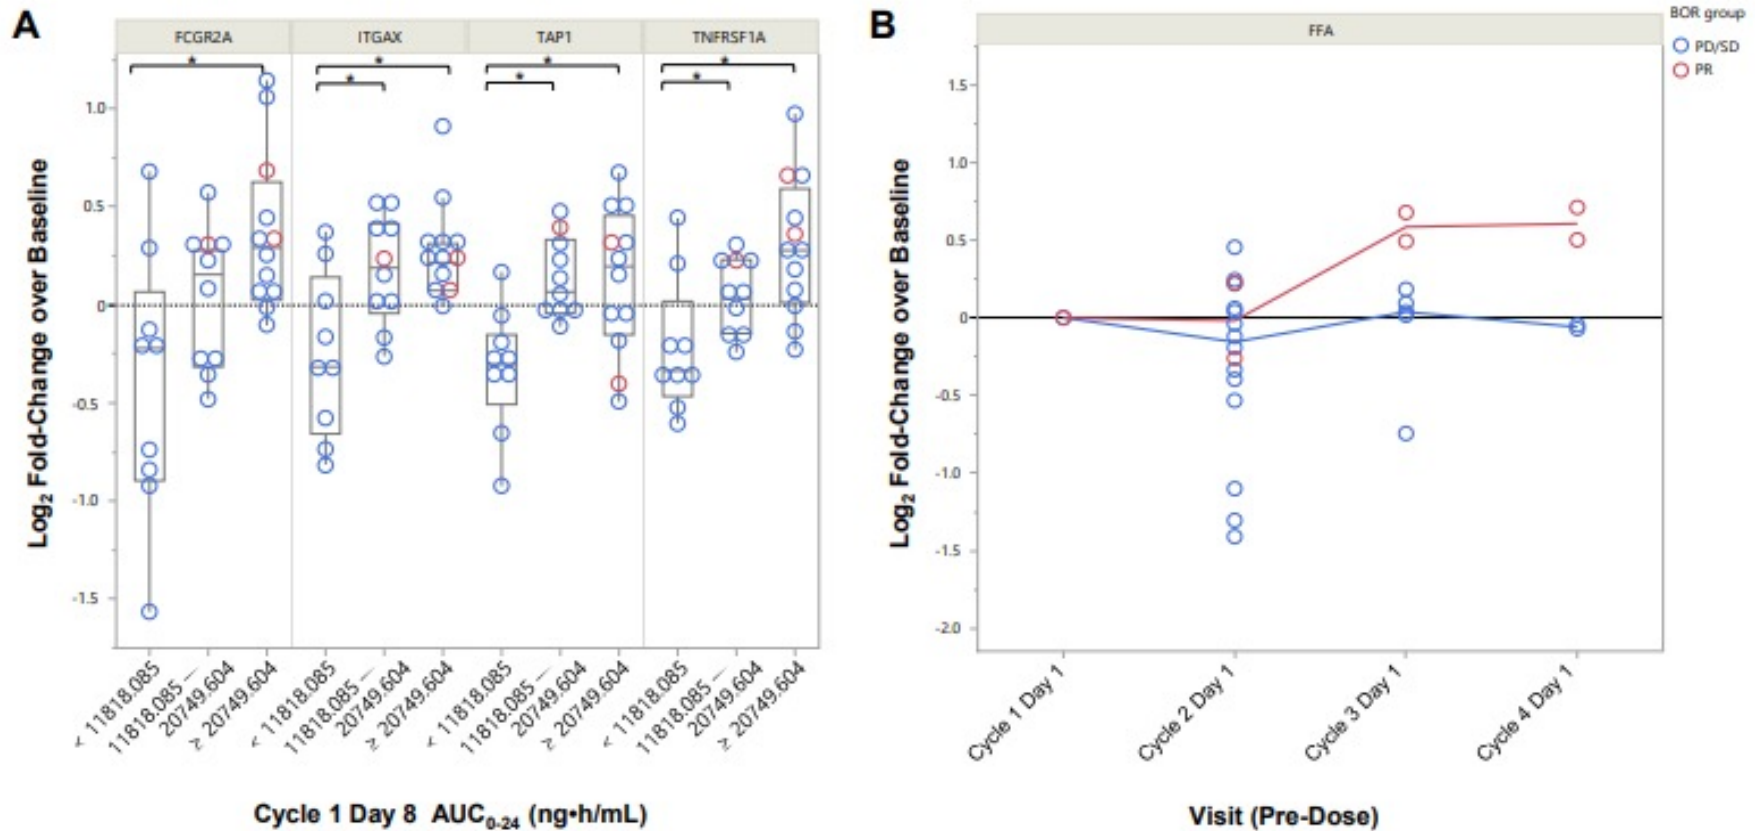 A
FCGR2A
ITGAX
TAP1
TNFRSF1A
*
*
*
*
*
*
*
1.0
0.5
0
-0.5
-1.0
-1.5
Log2 Fold-Change over Baseline
< 11818.085
11818.085 —
20749.604
≥ 20749.604
< 11818.085
11818.085 —
20749.604
≥ 20749.604
< 11818.085
11818.085 —
20749.604
≥ 20749.604
< 11818.085
11818.085 —
20749.604
≥ 20749.604
Cycle 1 Day 8 AUC0-24 (ng•h/mL)
B
FFA
BOR group
PD/SD
PR
1.5
1.0
0.5
0
-0.5
-1.0
-1.5
-2.0
Log2 Fold-Change over Baseline
Cycle 1 Day 1
Cycle 2 Day 1
Cycle 3 Day 1
Cycle 4 Day 1
Visit (Pre-Dose)